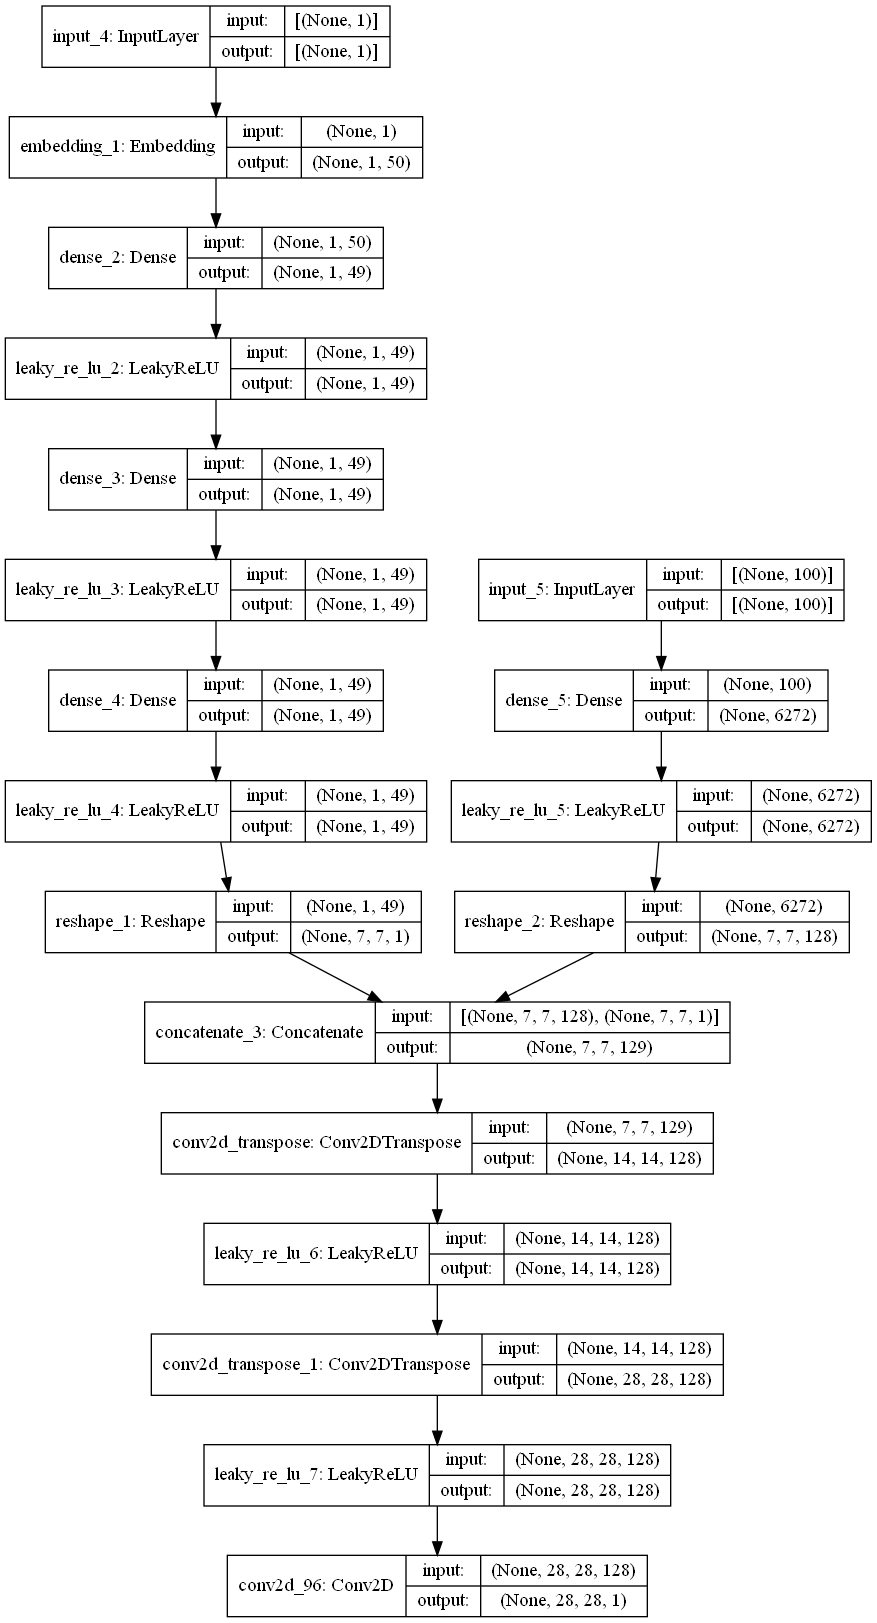 input_4: InputLayer
input:
[(None, 1)]
output:
[(None, 1)]
embedding_1: Embedding
input:
(None, 1)
output:
(None, 1, 50)
dense_2: Dense
input:
(None, 1, 50)
output:
(None, 1, 49)
leaky_re_lu_2: LeakyReLU
input:
(None, 1, 49)
output:
(None, 1, 49)
dense_3: Dense
input:
(None, 1, 49)
output:
(None, 1, 49)
leaky_re_lu_3: LeakyReLU
input:
(None, 1, 49)
output:
(None, 1, 49)
input_5: InputLayer
input:
[(None, 100)]
output:
[(None, 100)]
dense_4: Dense
input:
(None, 1, 49)
output:
(None, 1, 49)
dense_5: Dense
input:
(None, 100)
output:
(None, 6272)
leaky_re_lu_4: LeakyReLU
input:
(None, 1, 49)
output:
(None, 1, 49)
leaky_re_lu_5: LeakyReLU
input:
(None, 6272)
output:
(None, 6272)
reshape_1: Reshape
input:
(None, 1, 49)
output:
(None, 7, 7, 1)
reshape_2: Reshape
input:
(None, 6272)
output:
(None, 7, 7, 128)
concatenate_3: Concatenate
input:
[(None, 7, 7, 128), (None, 7, 7, 1)]
output:
(None, 7, 7, 129)
conv2d_transpose: Conv2DTranspose
input:
(None, 7, 7, 129)
output:
(None, 14, 14, 128)
leaky_re_lu_6: LeakyReLU
input:
(None, 14, 14, 128)
output:
(None, 14, 14, 128)
conv2d_transpose_1: Conv2DTranspose
input:
(None, 14, 14, 128)
output:
(None, 28, 28, 128)
leaky_re_lu_7: LeakyReLU
input:
(None, 28, 28, 128)
output:
(None, 28, 28, 128)
conv2d_96: Conv2D
input:
(None, 28, 28, 128)
output:
(None, 28, 28, 1)